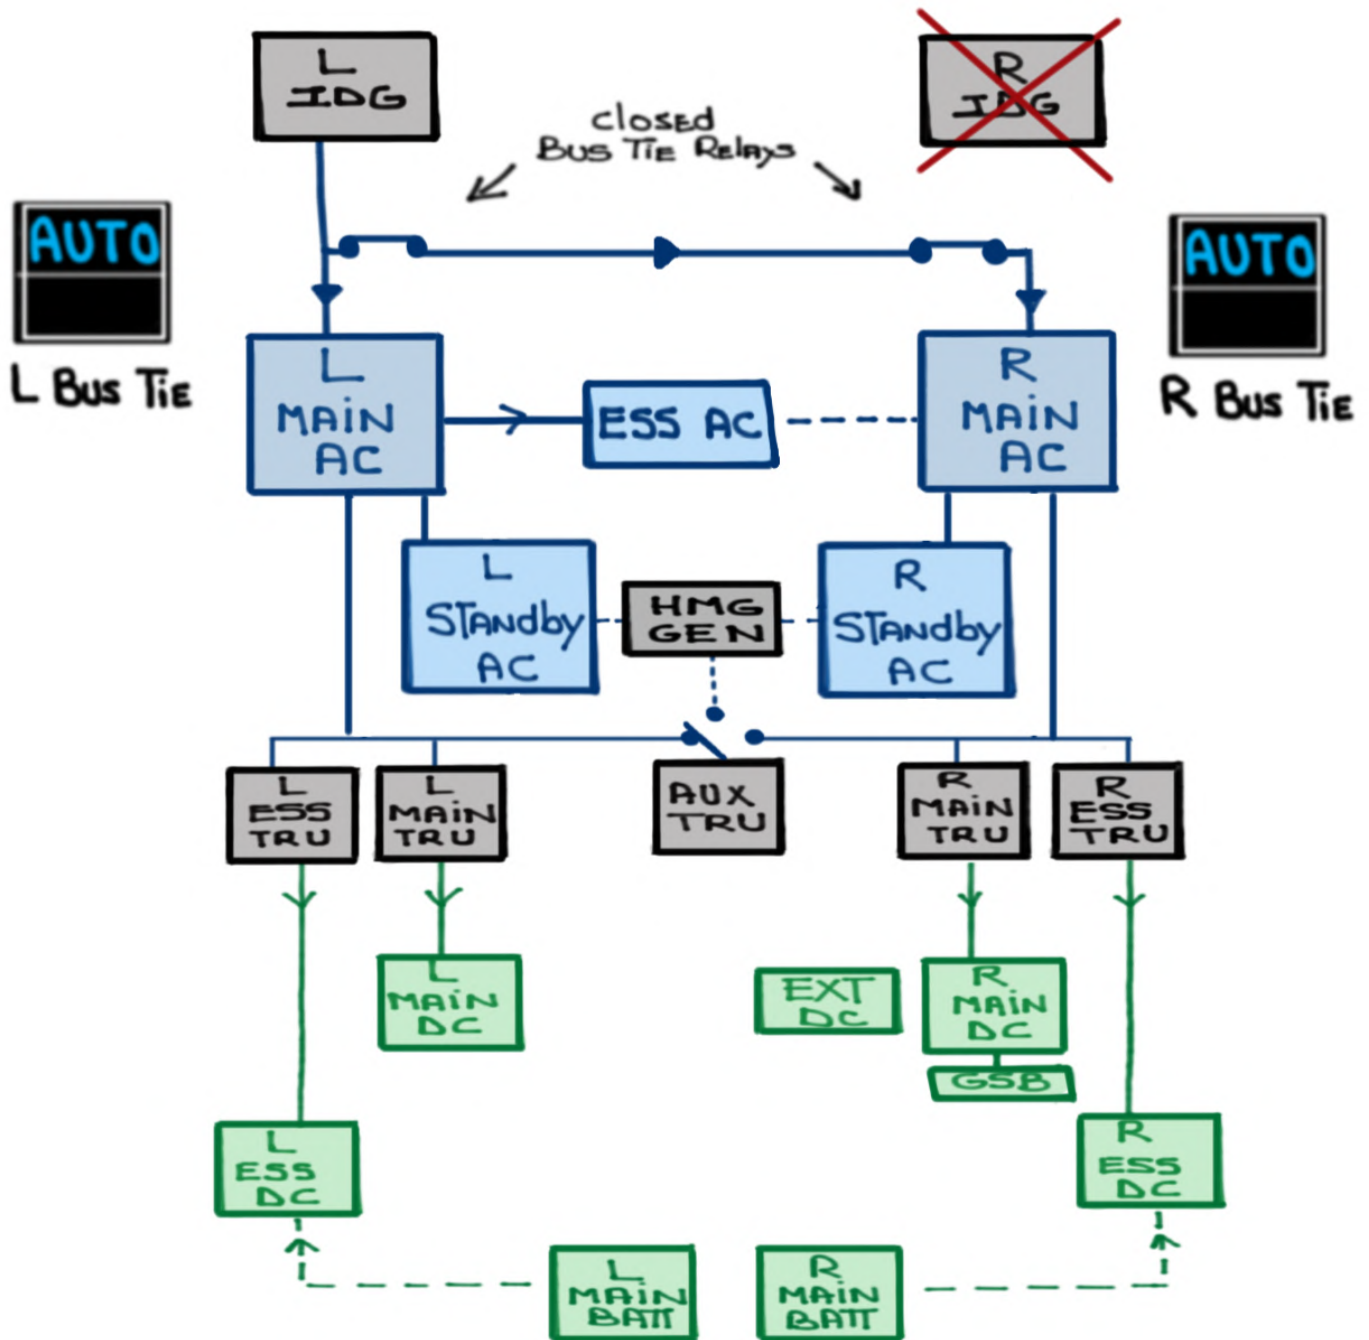 L
IDG
R
IDG
Closed
Bus Tie Relays
AUTO
L Bus Tie
AUTO
R Bus Tie
L
MAiN
AC
ESS AC
R
MAiN
AC
L
STANdby
AC
HMG
GEN
R
STANdby
AC
L
ESS
TRU
L
MAiN
TRU
AUX
TRU
R
MAiN
TRU
R
ESS
TRU
L
MAiN
DC
EXT
DC
R
MAiN
DC
GSB
L
ESS
DC
R
ESS
DC
L
MAiN
BATT
R
MAiN
BATT